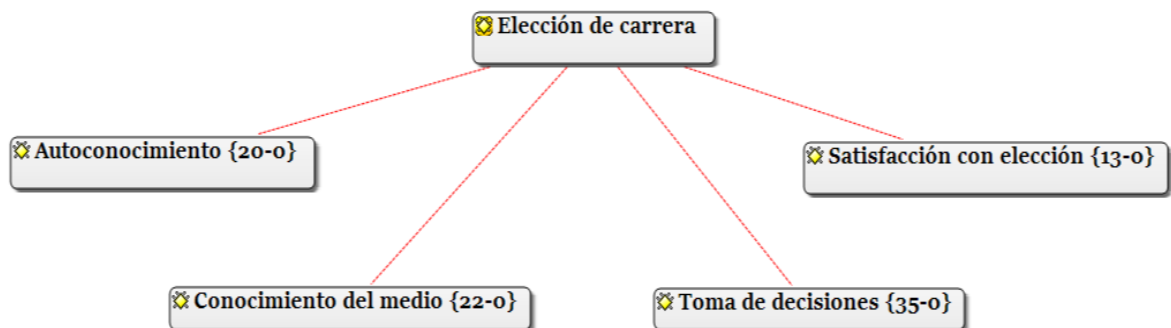 Elección de carrera
Autoconocimiento {20-0}
Satisfacción con elección {13-0}
Conocimiento del medio {22-0}
Toma de decisiones {35-0}